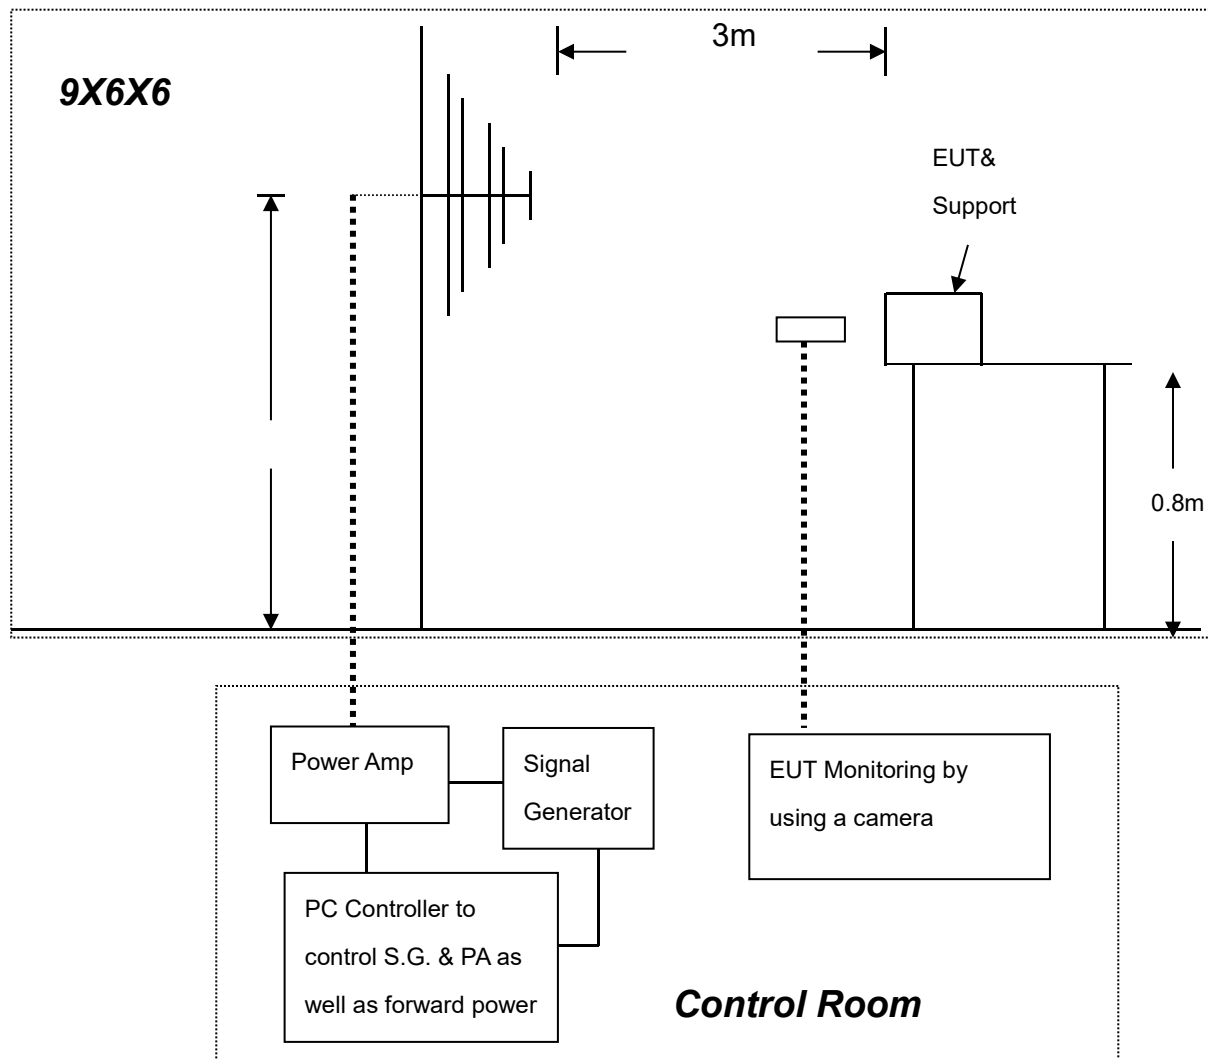 3m
9X6X6
EUT&
Support
0.8m
Power Amp
Signal
Generator
EUT Monitoring by
using a camera
PC Controller to
control S.G. & PA as
well as forward power
Control Room